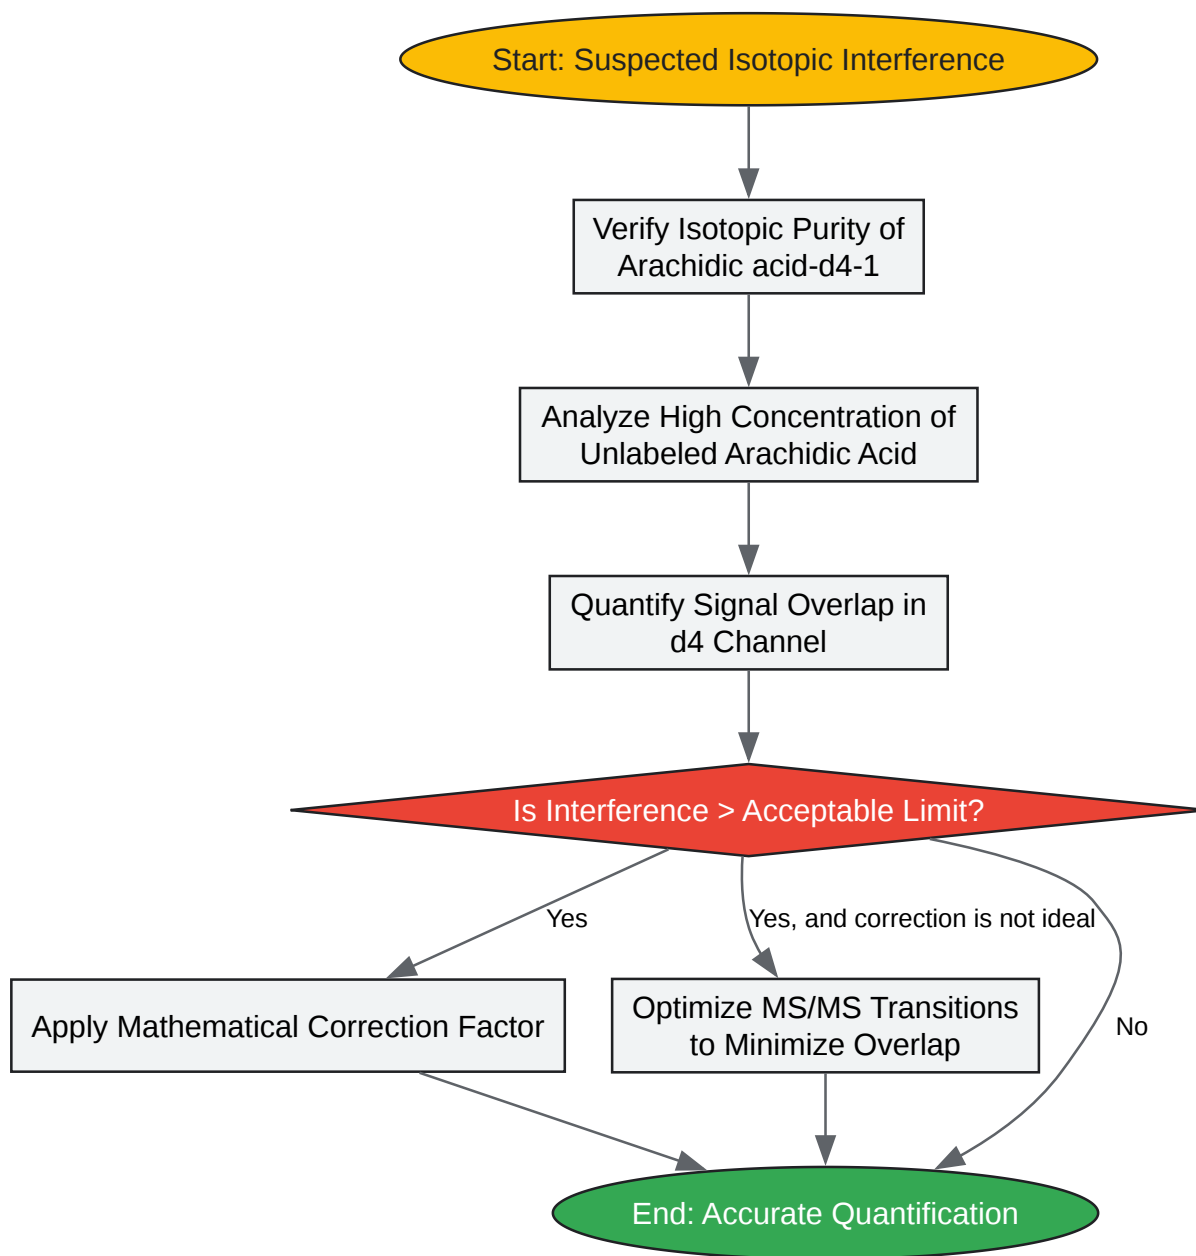 Start: Suspected Isotopic Interference
Verify Isotopic Purity of
Arachidic acid-d4-1
Analyze High Concentration of
Unlabeled Arachidic Acid
Quantify Signal Overlap in
d4 Channel
Is Interference > Acceptable Limit?
Yes
Yes, and correction is not ideal
No
Apply Mathematical Correction Factor
Optimize MS/MS Transitions
to Minimize Overlap
End: Accurate Quantification